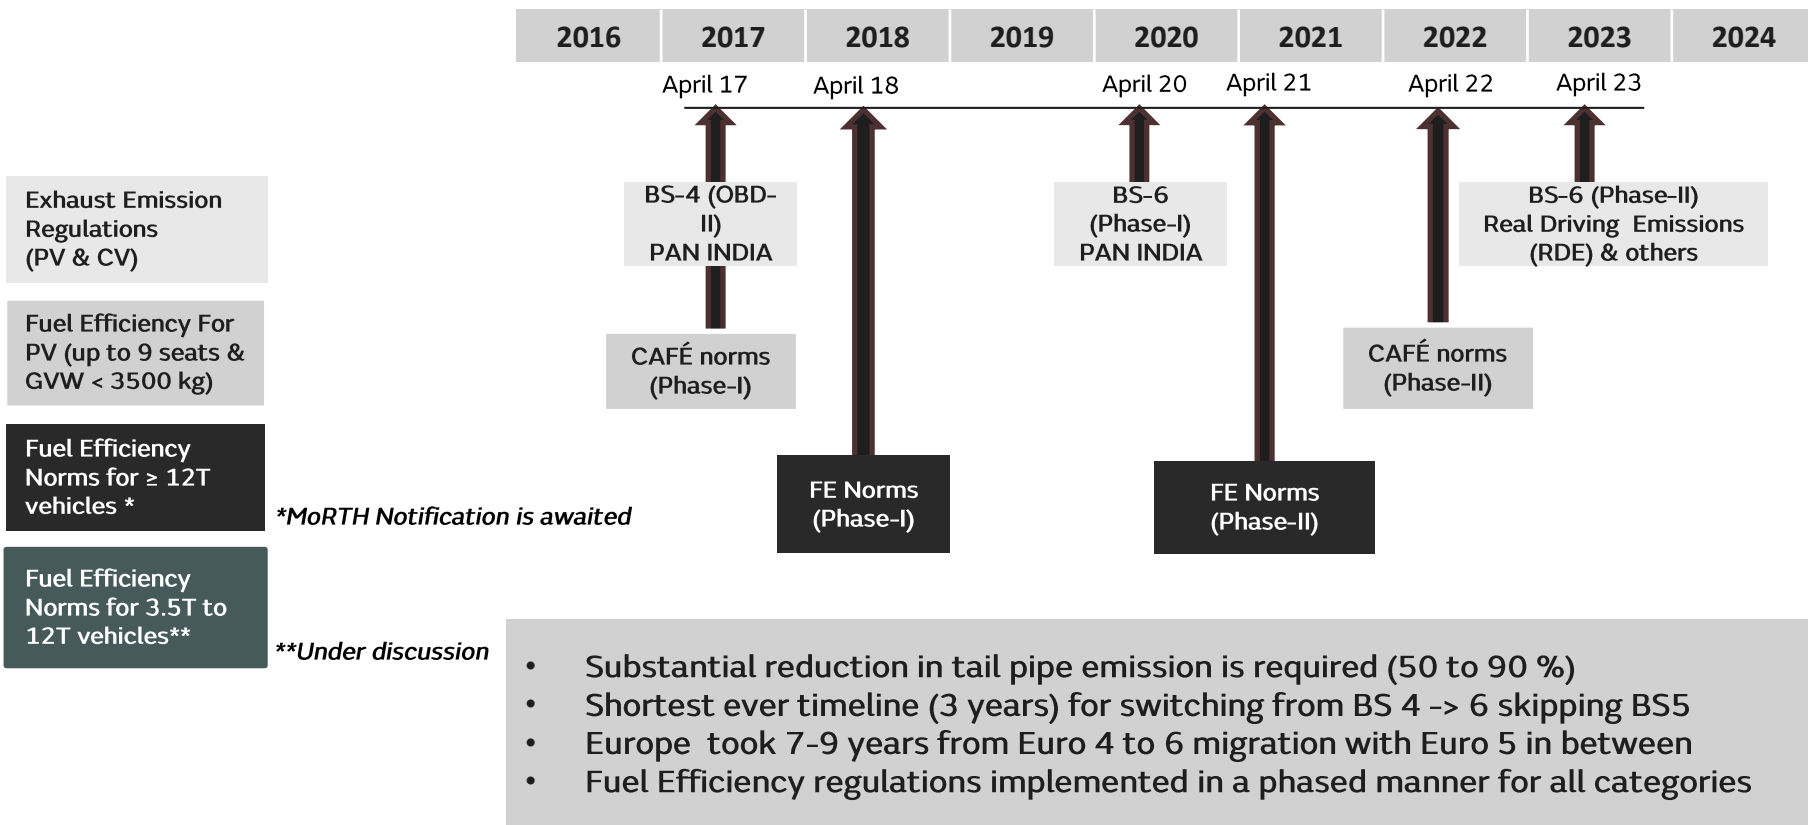 2016 2017 2018 2019 2020 2021 2022 2023 2024
April 17 April 18 April 20 April 21 April 22 April 23
Exhaust Emission
Regulations
(PV & CV)
BS-4 (OBD-
II)
PAN INDIA
BS-6
(Phase-I)
PAN INDIA
BS-6 (Phase-II)
Real Driving Emissions
(RDE) & others
Fuel Efficiency For
PV (up to 9 seats &
GVW < 3500 kg)
CAFÉ norms
(Phase-I)
CAFÉ norms
(Phase-II)
Fuel Efficiency
Norms for ≥ 12T
vehicles *
*MoRTH Notification is awaited
FE Norms
(Phase-I)
FE Norms
(Phase-II)
Fuel Efficiency
Norms for 3.5T to
12T vehicles**
**Under discussion
• Substantial reduction in tail pipe emission is required (50 to 90 %)
• Shortest ever timeline (3 years) for switching from BS 4 -> 6 skipping BS5
• Europe took 7-9 years from Euro 4 to 6 migration with Euro 5 in between
• Fuel Efficiency regulations implemented in a phased manner for all categories